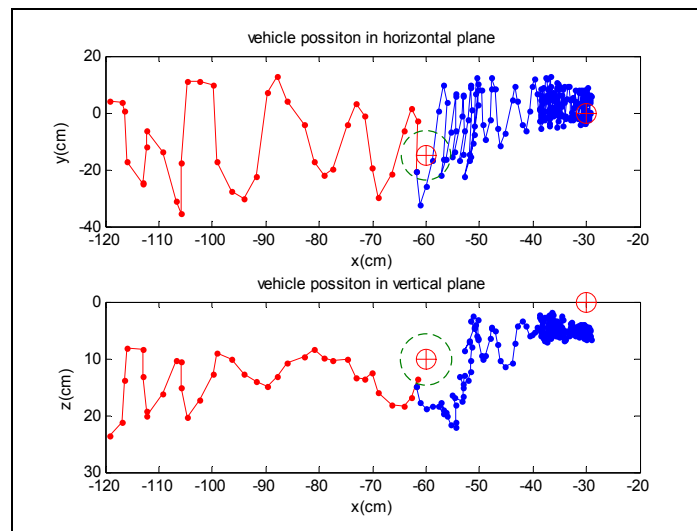 vehicle possiton in horizontal plane
20
0
-20
-40
y(cm)
-120 -110 -100 -90 -80 -70 -60 -50 -40 -30 -20
x(cm)
vehicle possiton in vertical plane
0
10
20
30
z(cm)
-120 -110 -100 -90 -80 -70 -60 -50 -40 -30 -20
x(cm)